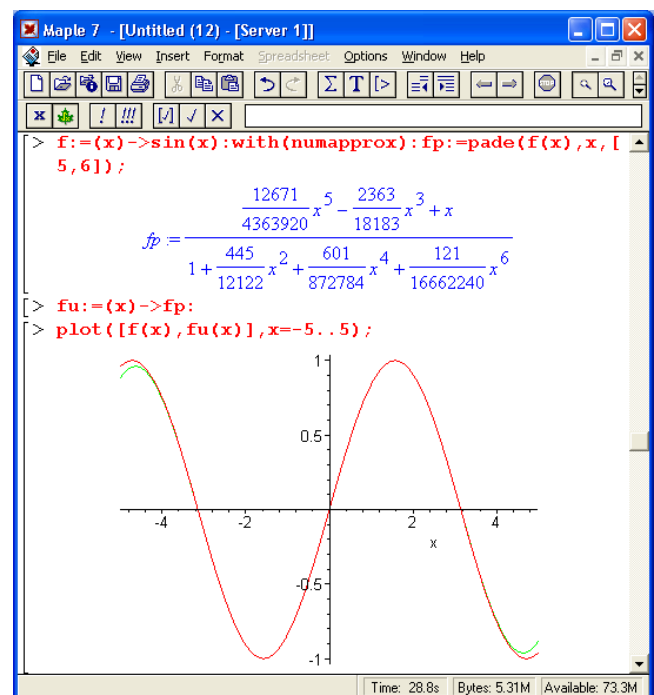 Maple 7 - [Untitled (12) - [Server 1]]
File Edit View Insert Format Spreadsheet Options Window Help
Σ T [>
x ! !!! [√] √ X
[> f:=(x)->sin(x):with(numapprox):fp:=pade(f(x),x,[
5,6]);
fp := (12671/4363920 x^5 - 2363/18183 x^3 + x) / (1 + 445/12122 x^2 + 601/872784 x^4 + 121/16662240 x^6)
[> fu:=(x)->fp:
[> plot([f(x),fu(x)],x=-5..5);
1
0.5
-4 -2 0 2 4
x
-0.5
-1
Time: 28.8s Bytes: 5.31M Available: 73.3M